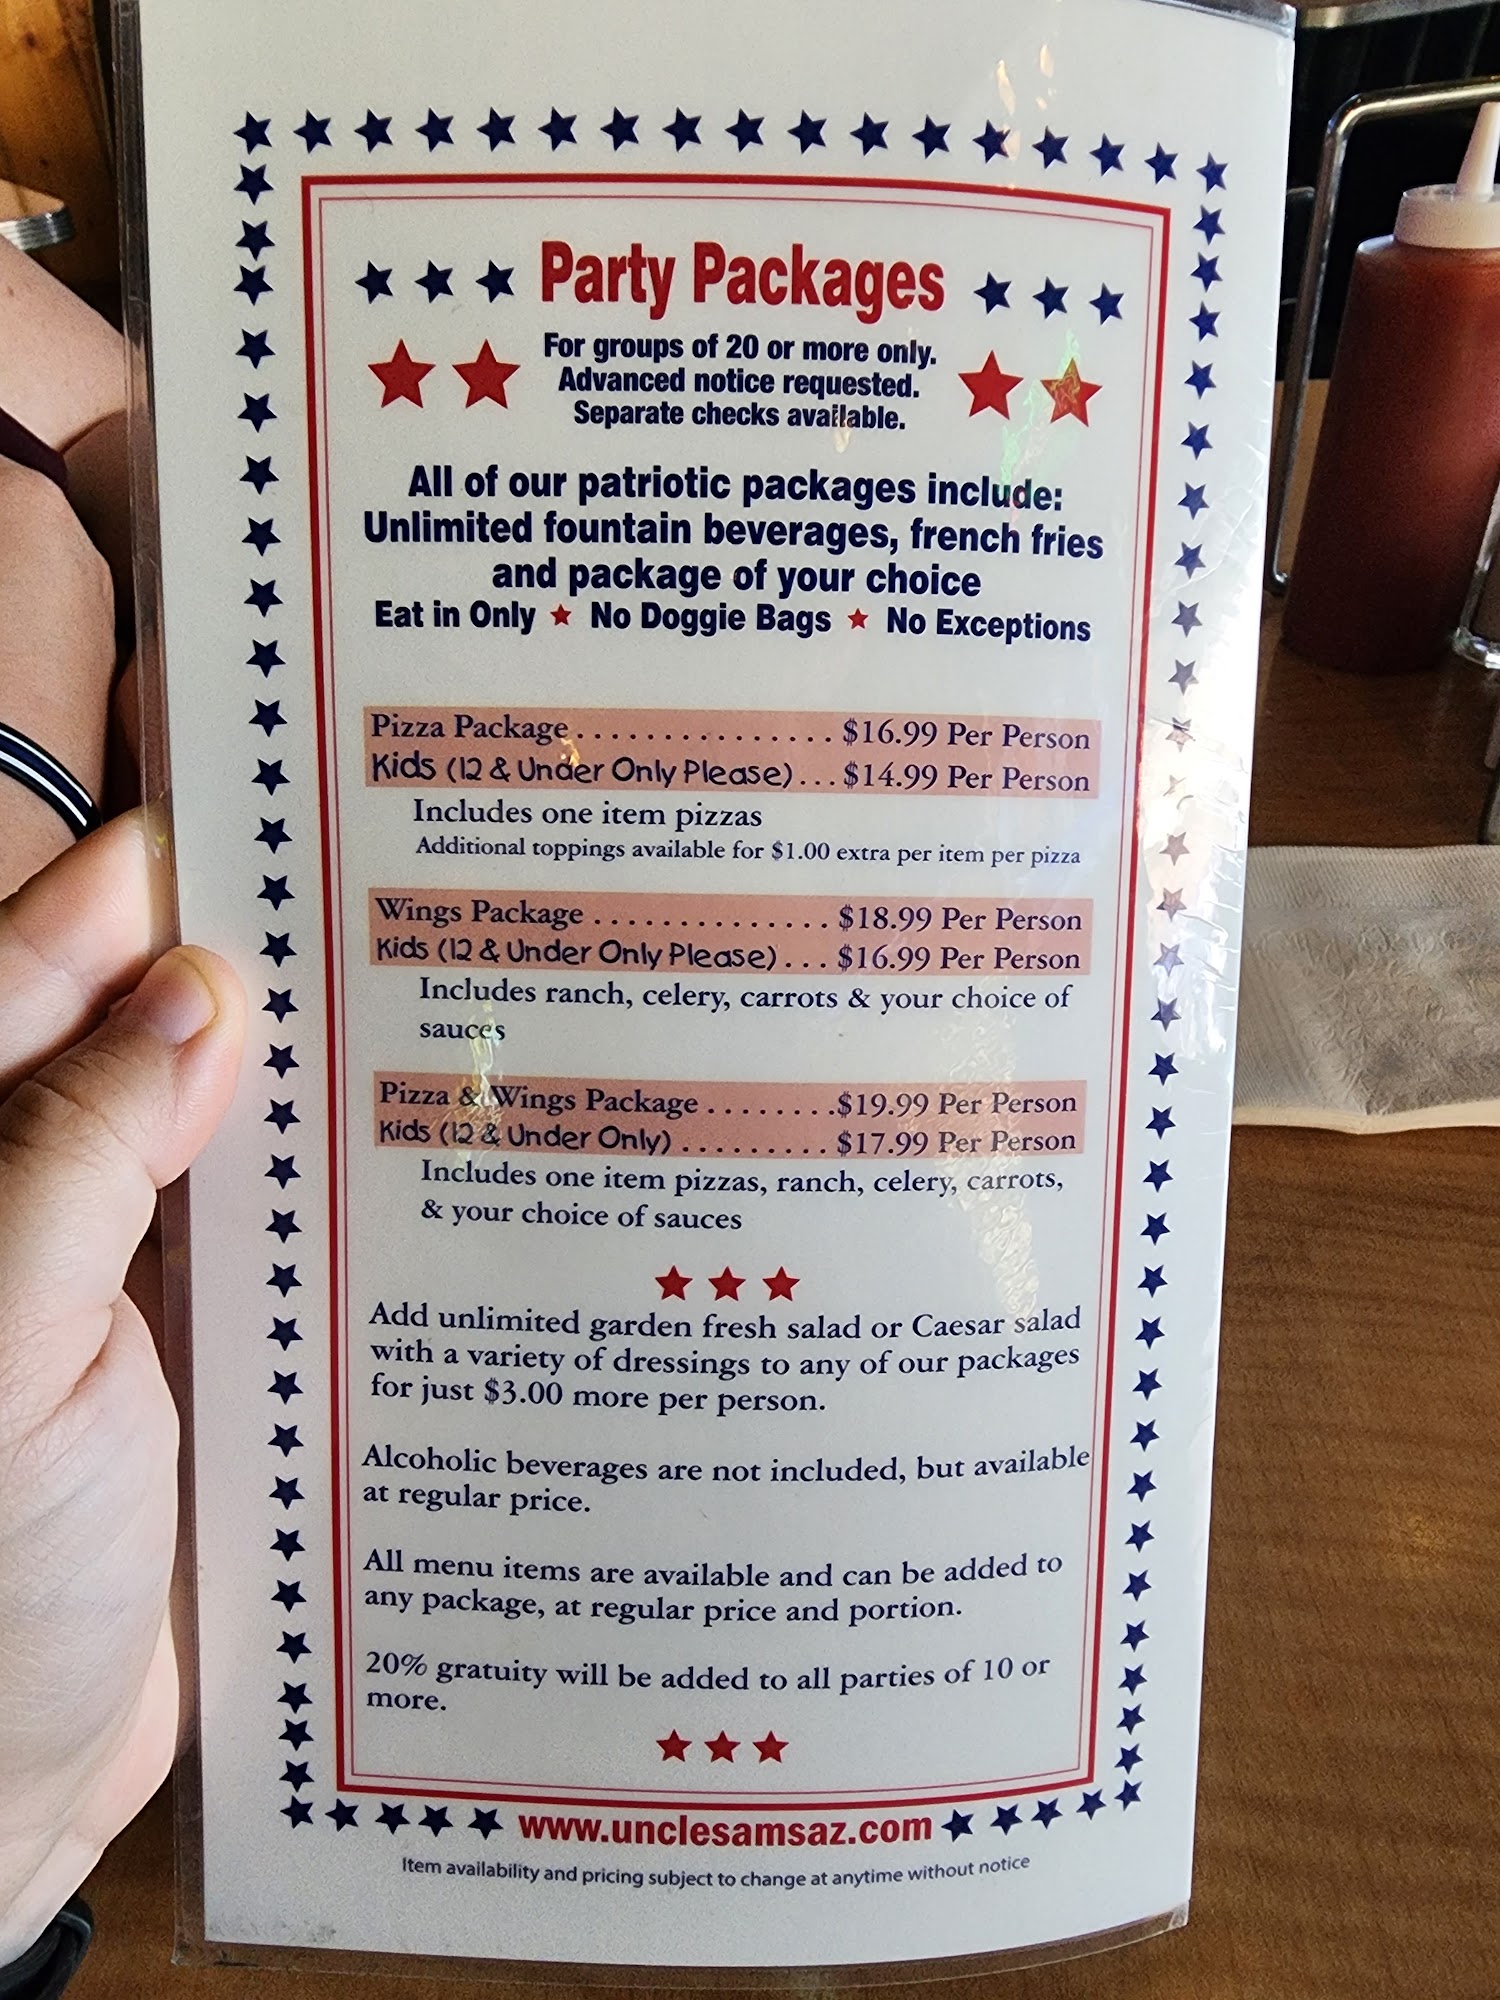 Party Packages
For groups of 20 or more only.
Advanced notice requested.
Separate checks available.
All of our patriotic packages include:
Unlimited fountain beverages, french fries
and package of your choice
Eat in Only ★ No Doggie Bags ★ No Exceptions
Pizza Package............... $16.99 Per Person
Kids (12 & Under Only Please)... $14.99 Per Person
Includes one item pizzas
Additional toppings available for $1.00 extra per item per pizza
Wings Package.............. $18.99 Per Person
Kids (12 & Under Only Please)... $16.99 Per Person
Includes ranch, celery, carrots & your choice of
sauces
Pizza & Wings Package........$19.99 Per Person
Kids (12 & Under Only)......... $17.99 Per Person
Includes one item pizzas, ranch, celery, carrots,
& your choice of sauces
Add unlimited garden fresh salad or Caesar salad
with a variety of dressings to any of our packages
for just $3.00 more per person.
Alcoholic beverages are not included, but available
at regular price.
All menu items are available and can be added to
any package, at regular price and portion.
20% gratuity will be added to all parties of 10 or
more.
www.unclesamsaz.com
Item availability and pricing subject to change at anytime without notice